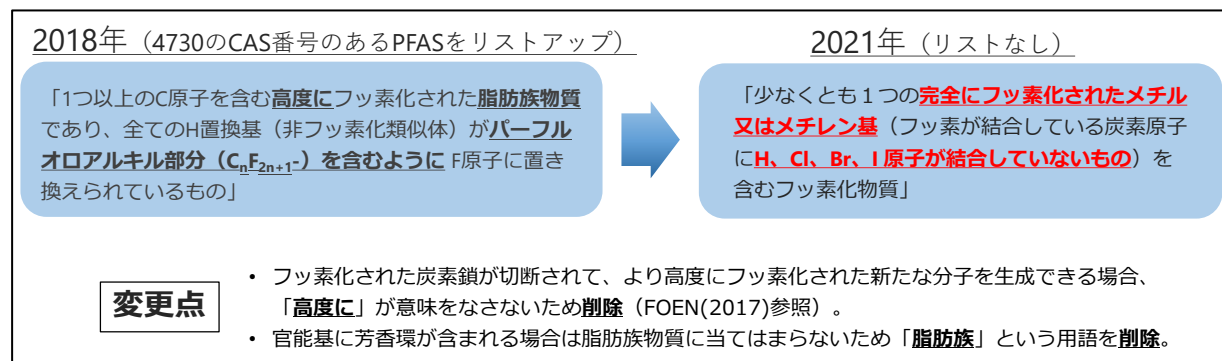 2018年（4730のCAS番号のあるPFASをリストアップ）
「1つ以上のC原子を含む高度にフッ素化された脂肪族物質
であり、全てのH置換基（非フッ素化類似体）がパーフル
オロアルキル部分（CnF2n+1-）を含むように F原子に置き
換えられているもの」
2021年（リストなし）
「少なくとも１つの完全にフッ素化されたメチル
又はメチレン基（フッ素が結合している炭素原子
にH、Cl、Br、I 原子が結合していないもの）を
含むフッ素化物質」
変更点
• フッ素化された炭素鎖が切断されて、より高度にフッ素化された新たな分子を生成できる場合、
「高度に」が意味をなさないため削除（FOEN(2017)参照）。
• 官能基に芳香環が含まれる場合は脂肪族物質に当てはまらないため「脂肪族」という用語を削除。